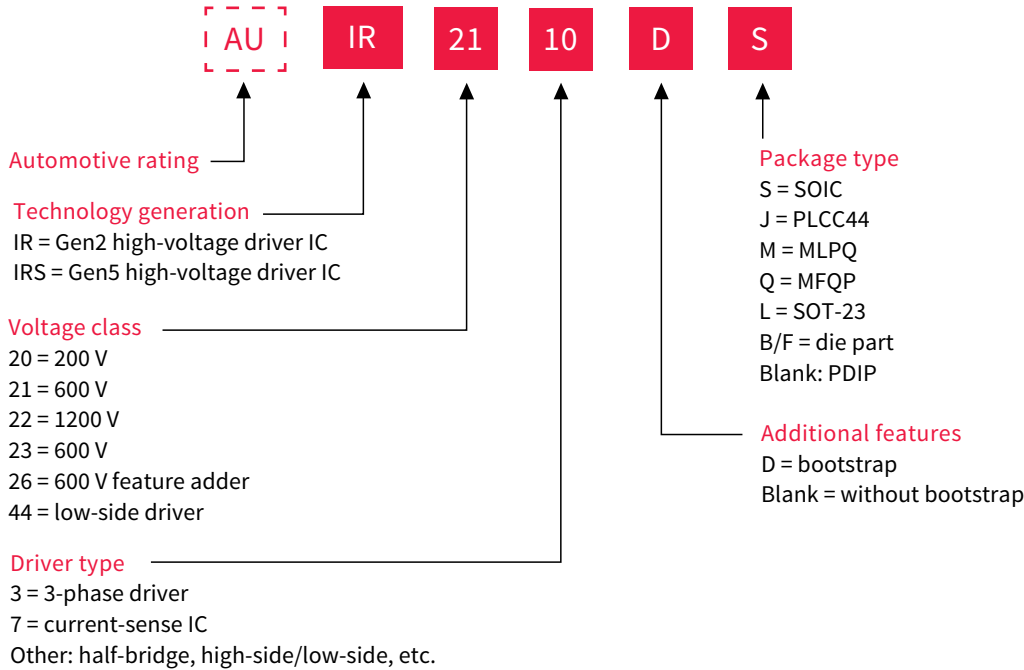 AU IR 21 10 D S
Automotive rating
Technology generation
IR = Gen2 high-voltage driver IC
IRS = Gen5 high-voltage driver IC
Voltage class
20 = 200 V
21 = 600 V
22 = 1200 V
23 = 600 V
26 = 600 V feature adder
44 = low-side driver
Driver type
3 = 3-phase driver
7 = current-sense IC
Other: half-bridge, high-side/low-side, etc.
Package type
S = SOIC
J = PLCC44
M = MLPQ
Q = MFQP
L = SOT-23
B/F = die part
Blank: PDIP
Additional features
D = bootstrap
Blank = without bootstrap